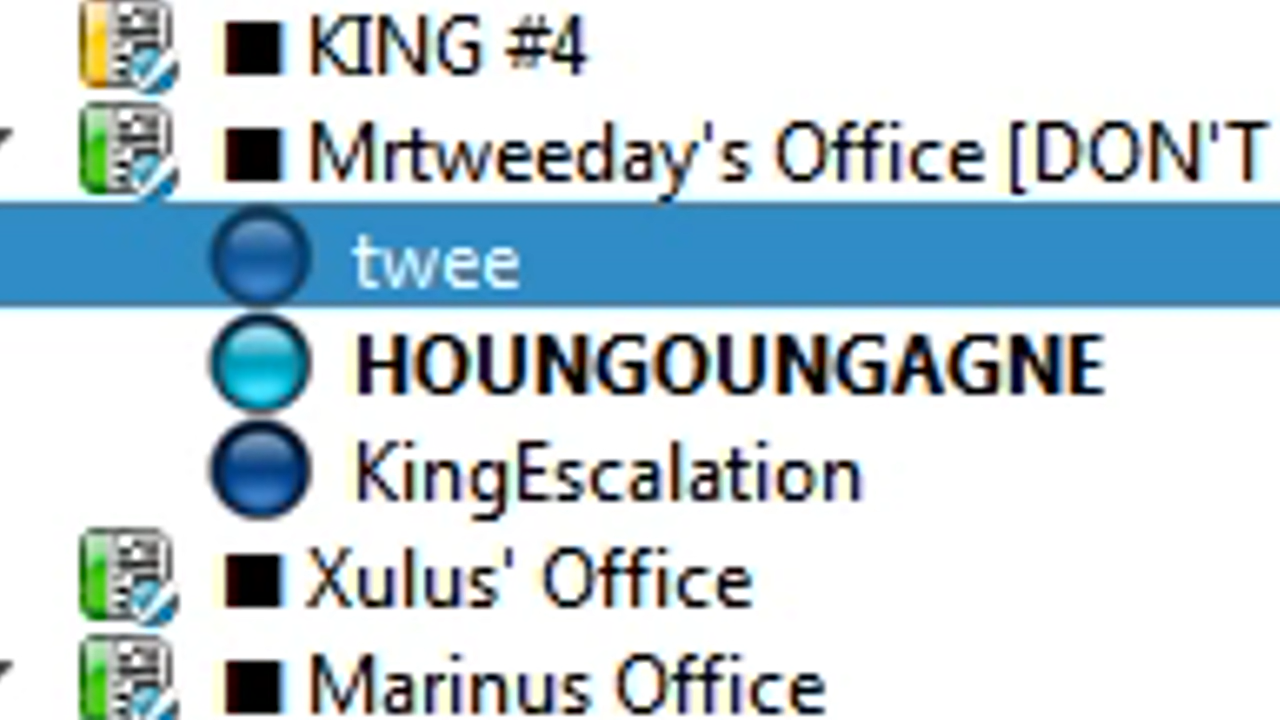 ■ KING #4
■ Mrtweeday's Office [DON'T
twee
HOUNGOUNGAGNE
KingEscalation
■ Xulus' Office
■ Marinus Office